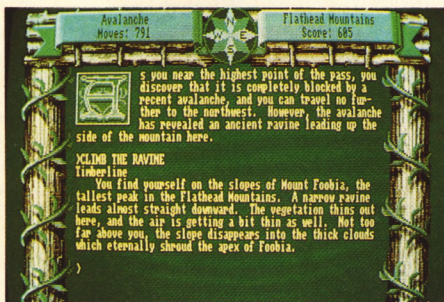 Avalanche
Moves: 791
Flathead Mountains
Score: 605
N
W E
S
As you near the highest point of the pass, you
discover that it is completely blocked by a
recent avalanche, and you can travel no fur-
ther to the northwest. However, the avalanche
has revealed an ancient ravine leading up the
side of the mountain here.
>CLIMB THE RAVINE
Timberline
You find yourself on the slopes of Mount Foobia, the
tallest peak in the Flathead Mountains. A narrow ravine
leads almost straight downward. The vegetation thins out
here, and the air is getting a bit thin as well. Not too
far above you, the slope disappears into the thick clouds
which eternally shroud the apex of Foobia.
>